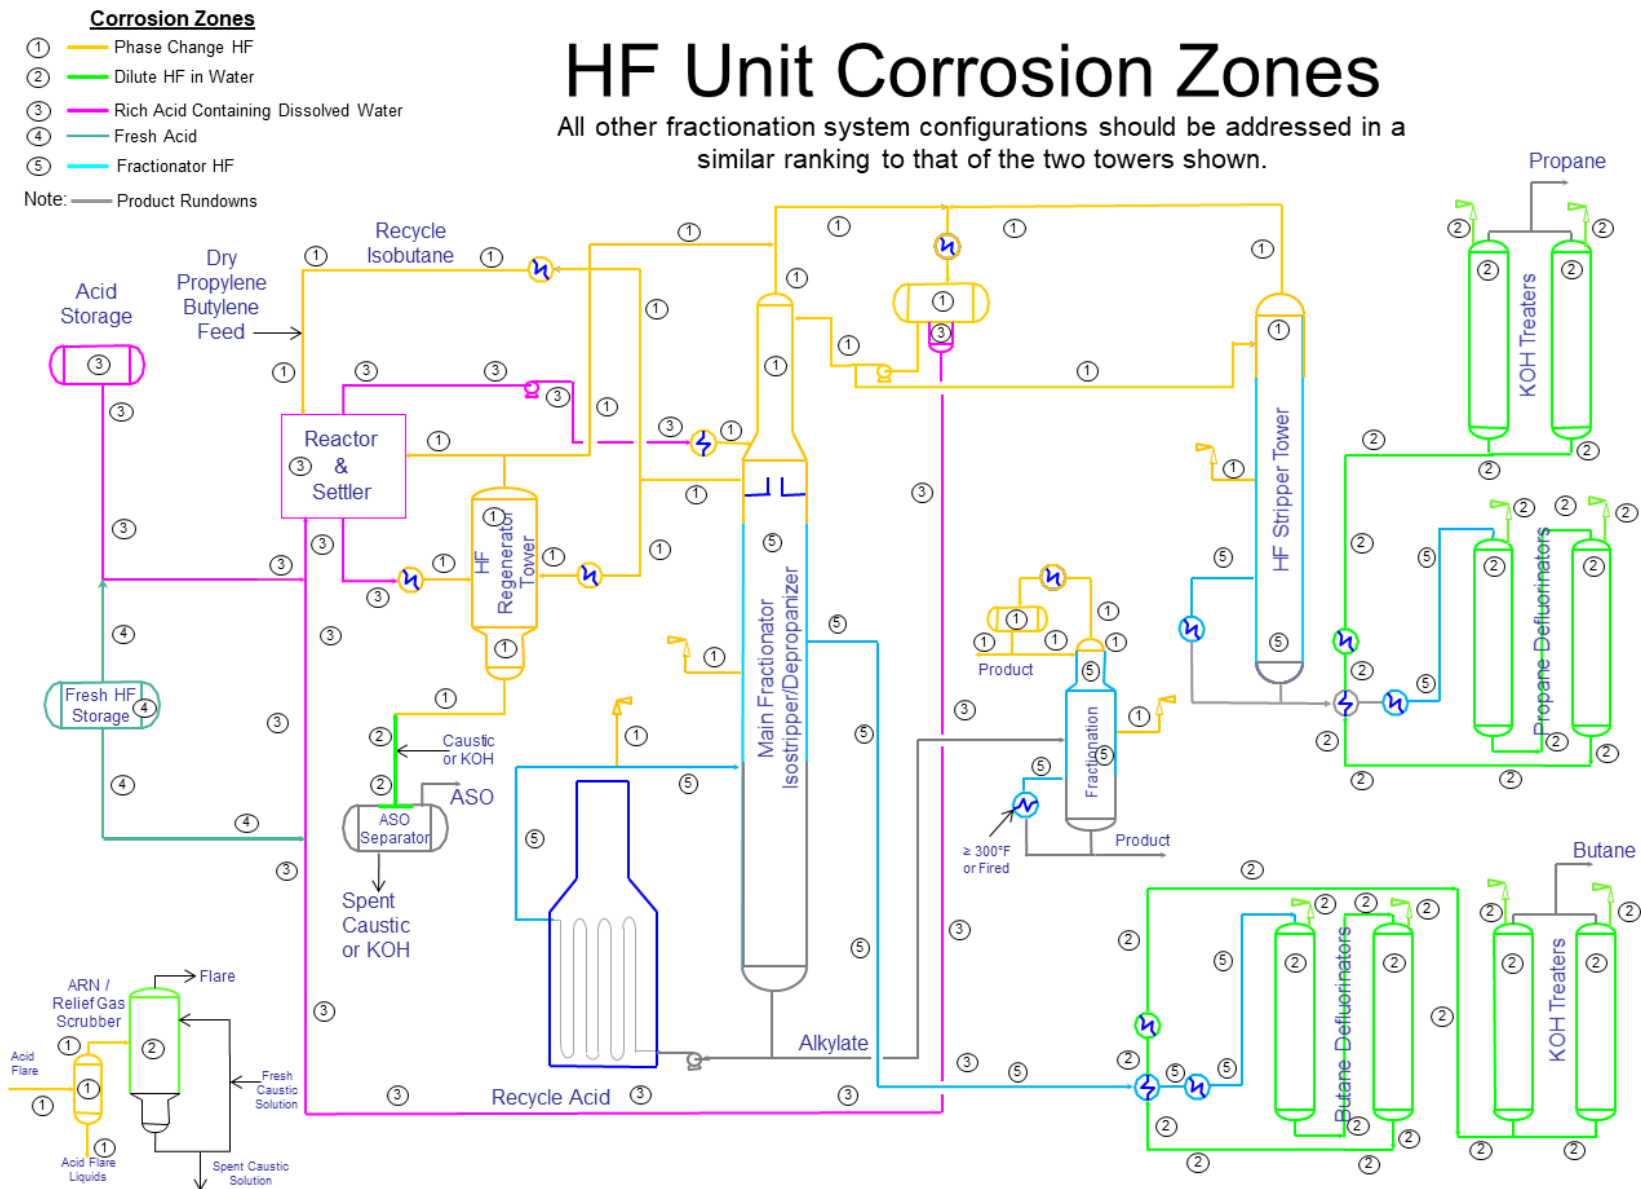 Corrosion Zones
1 Phase Change HF
2 Dilute HF in Water
3 Rich Acid Containing Dissolved Water
4 Fresh Acid
5 Fractionator HF
Note: Product Rundowns
HF Unit Corrosion Zones
All other fractionation system configurations should be addressed in a
similar ranking to that of the two towers shown.
Propane
Recycle
Isobutane
Dry
Propylene
Butylene
Feed
Acid
Storage
Reactor
&
Settler
HF
Regenerator
Tower
Main Fractionator
Isostripper/Depropanizer
HF Stripper Tower
KOH Treaters
Propane Defluorinators
Fresh HF
Storage
Caustic
or KOH
ASO
ASO
Separator
Spent
Caustic
or KOH
Product
Fractionation
≥ 300°F
or Fired
Product
Butane
Butane Defluorinators
KOH Treaters
Alkylate
Recycle Acid
ARN /
Relief Gas
Scrubber
Flare
Acid
Flare
Fresh
Caustic
Solution
Acid Flare
Liquids
Spent Caustic
Solution